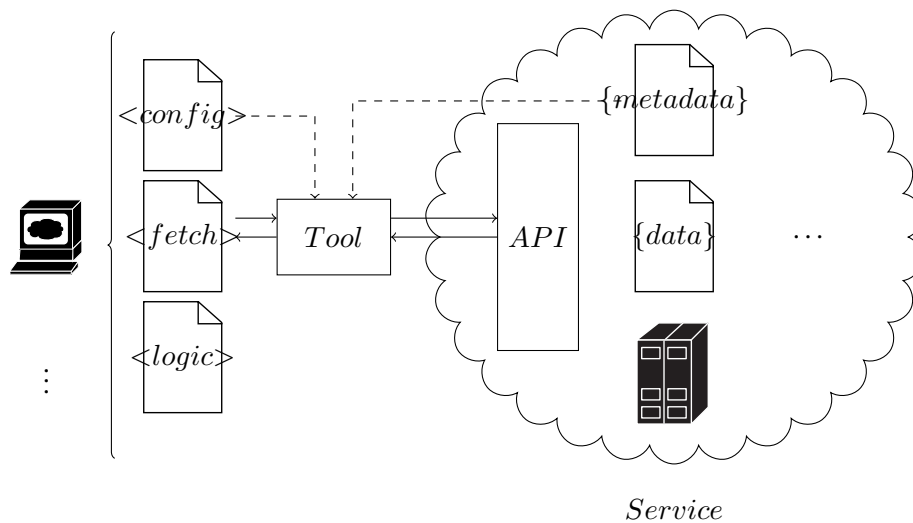 <config>
<fetch>
<logic>
⋮
Tool
API
{metadata}
{data}
…
Service